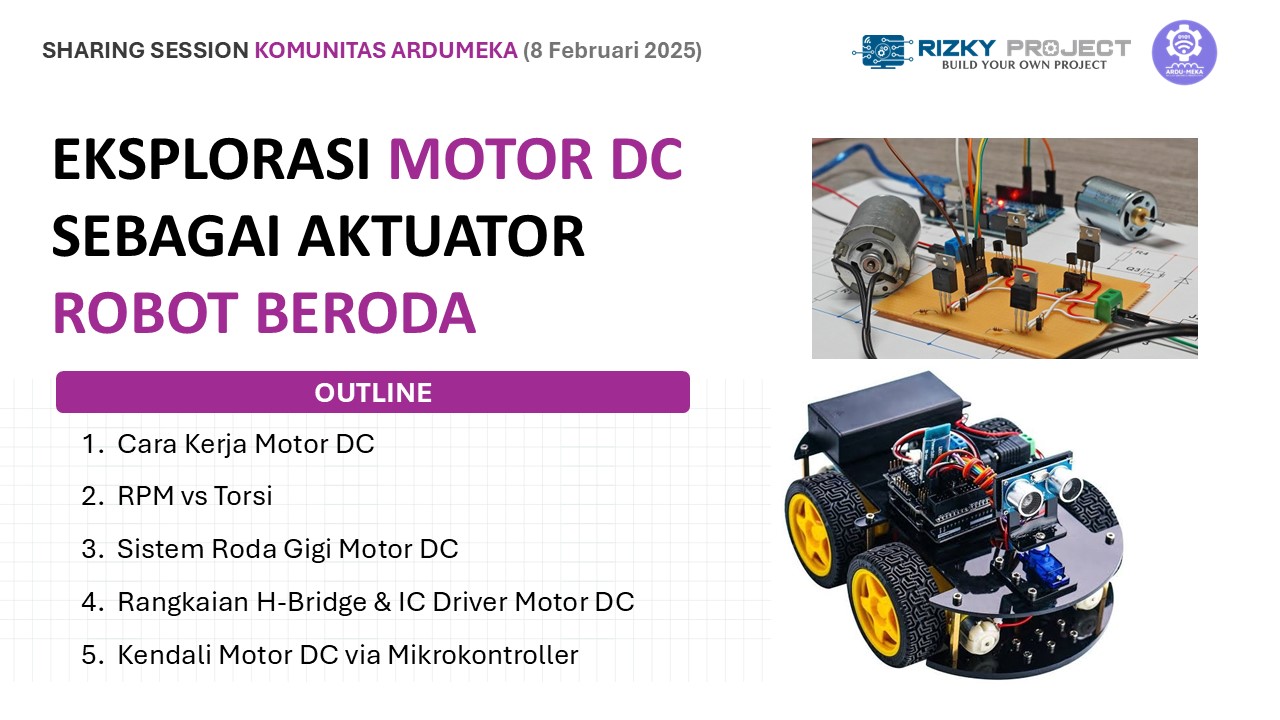 SHARING SESSION KOMUNITAS ARDUMEKA (8 Februari 2025)
RIZKY PROJECT
BUILD YOUR OWN PROJECT
0101
ARDU-MEKA
EKSPLORASI MOTOR DC
SEBAGAI AKTUATOR
ROBOT BERODA
OUTLINE
1. Cara Kerja Motor DC
2. RPM vs Torsi
3. Sistem Roda Gigi Motor DC
4. Rangkaian H-Bridge & IC Driver Motor DC
5. Kendali Motor DC via Mikrokontroller